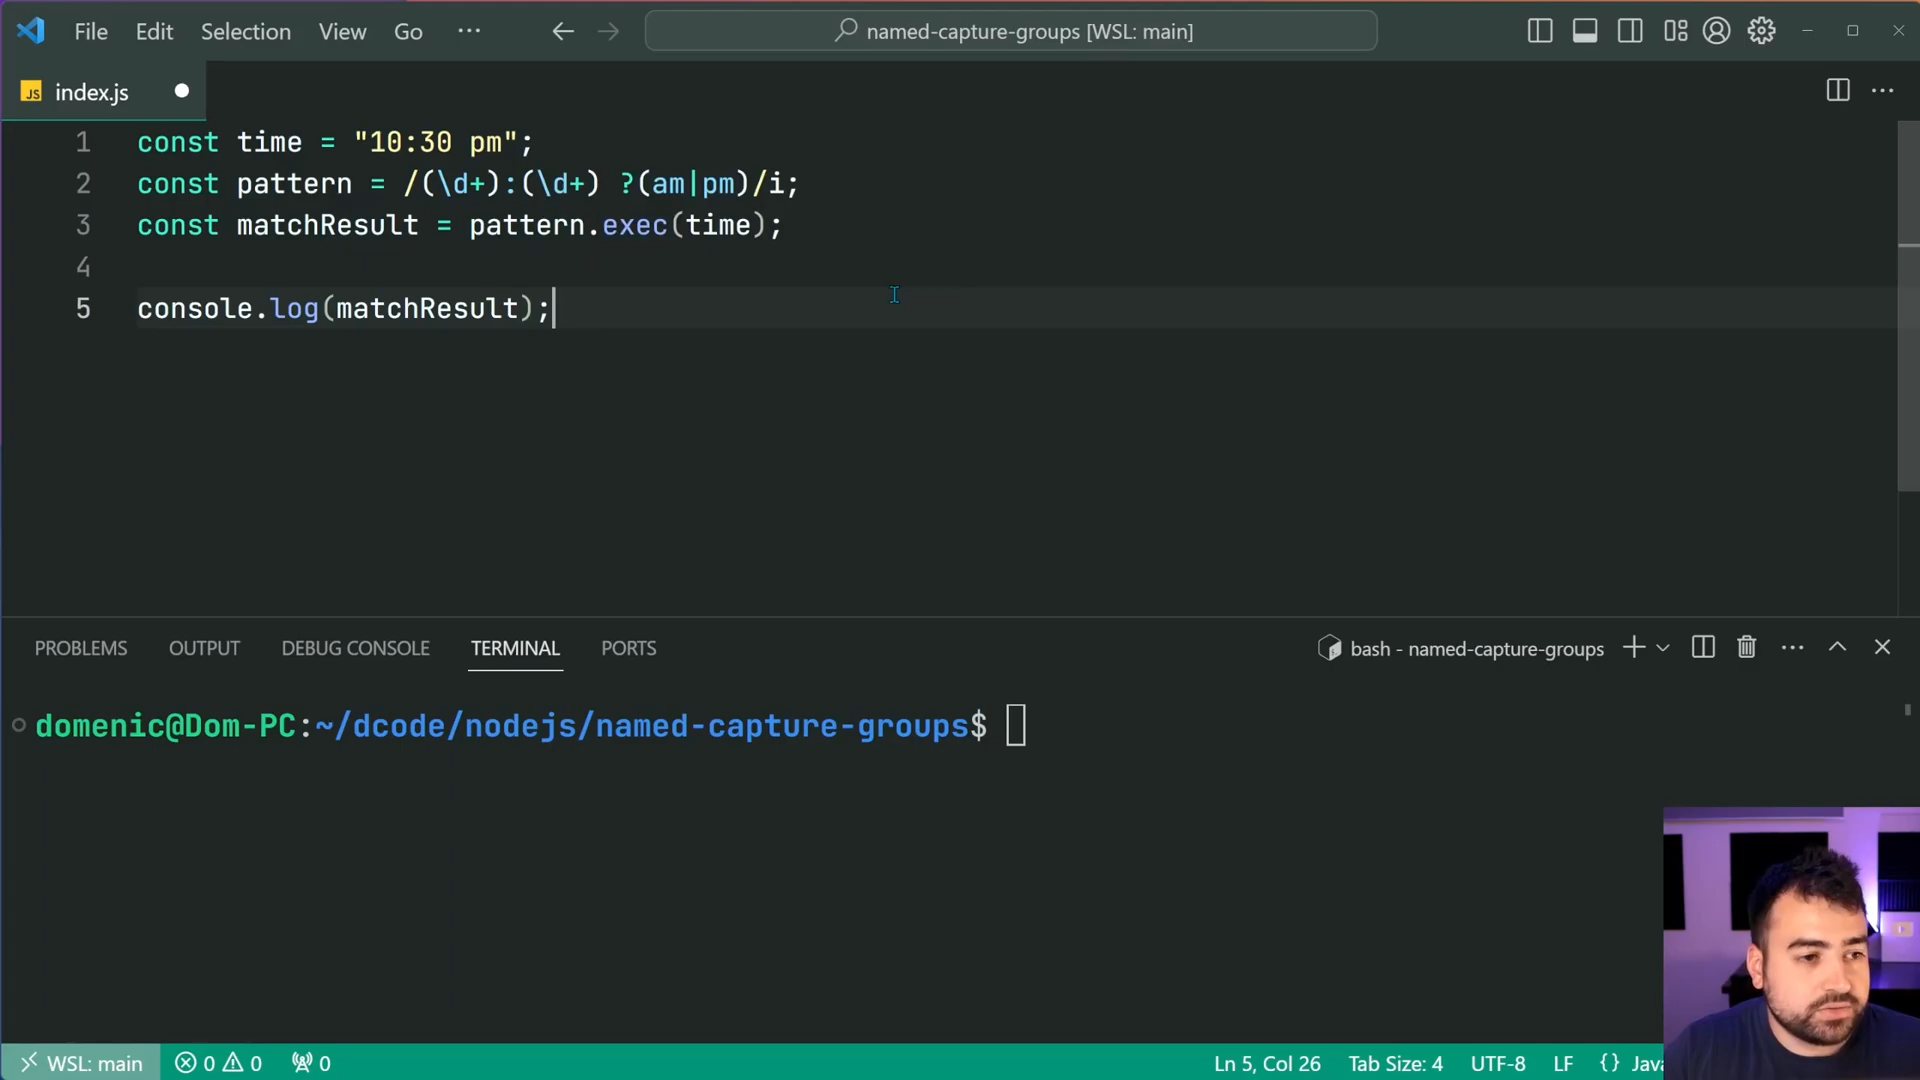 File Edit Selection View Go ··· named-capture-groups [WSL: main]
JS index.js
1 const time = "10:30 pm";
2 const pattern = /(\d+):(\d+) ?(am|pm)/i;
3 const matchResult = pattern.exec(time);
4
5 console.log(matchResult);
PROBLEMS OUTPUT DEBUG CONSOLE TERMINAL PORTS bash - named-capture-groups
domenic@Dom-PC:~/dcode/nodejs/named-capture-groups$
WSL: main 0 0 0 Ln 5, Col 26 Tab Size: 4 UTF-8 LF {} Java